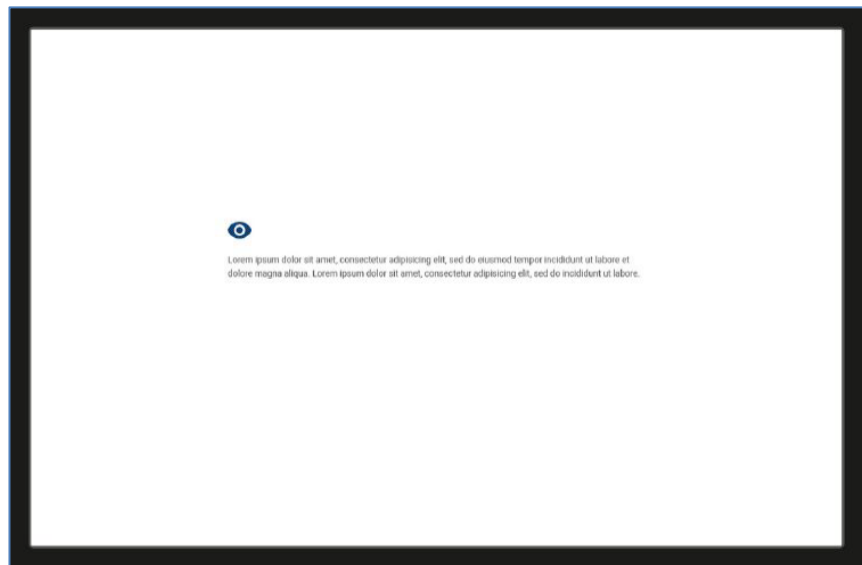 Lorem ipsum dolor sit amet, consectetur adipisicing elit, sed do eiusmod tempor incididunt ut labore et
dolore magna aliqua. Lorem ipsum dolor sit amet, consectetur adipisicing elit, sed do incididunt ut labore.